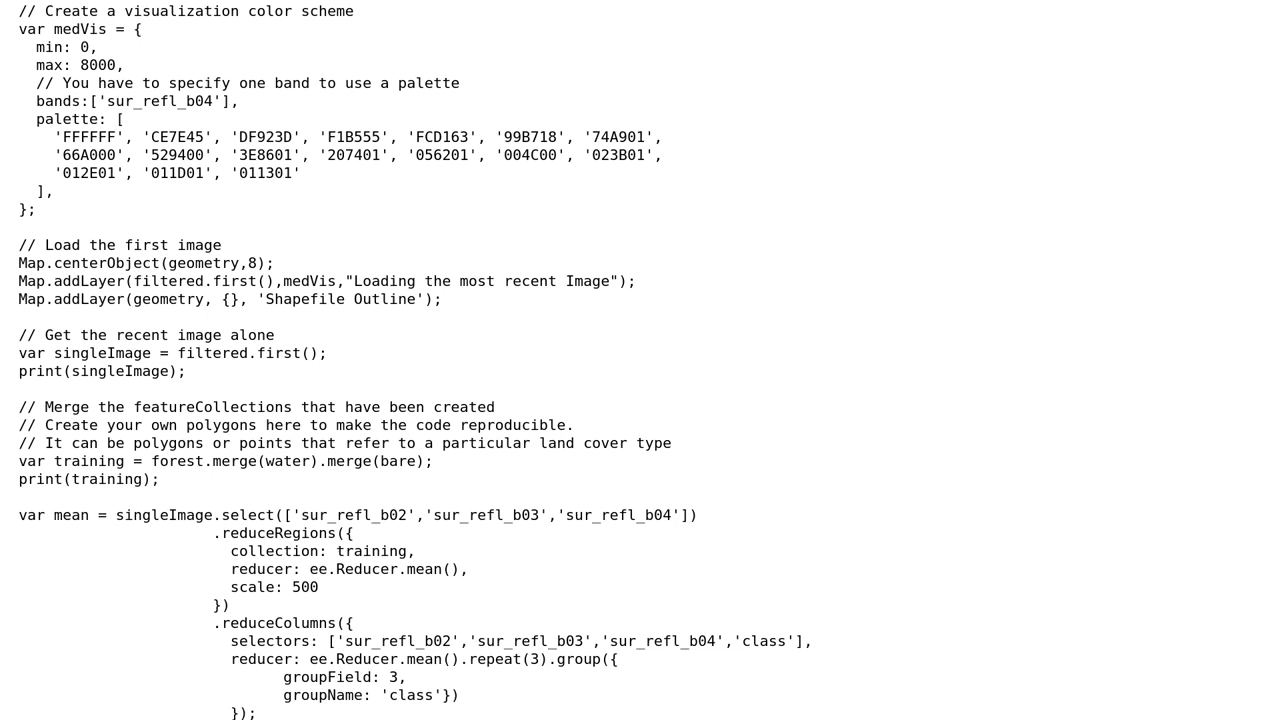 // Create a visualization color scheme
var medVis = {
  min: 0,
  max: 8000,
  // You have to specify one band to use a palette
  bands:['sur_refl_b04'],
  palette: [
    'FFFFFF', 'CE7E45', 'DF923D', 'F1B555', 'FCD163', '99B718', '74A901',
    '66A000', '529400', '3E8601', '207401', '056201', '004C00', '023B01',
    '012E01', '011D01', '011301'
  ],
};

// Load the first image
Map.centerObject(geometry,8);
Map.addLayer(filtered.first(),medVis,"Loading the most recent Image");
Map.addLayer(geometry, {}, 'Shapefile Outline');

// Get the recent image alone
var singleImage = filtered.first();
print(singleImage);

// Merge the featureCollections that have been created
// Create your own polygons here to make the code reproducible.
// It can be polygons or points that refer to a particular land cover type
var training = forest.merge(water).merge(bare);
print(training);

var mean = singleImage.select(['sur_refl_b02','sur_refl_b03','sur_refl_b04'])
                      .reduceRegions({
                        collection: training,
                        reducer: ee.Reducer.mean(),
                        scale: 500
                      })
                      .reduceColumns({
                        selectors: ['sur_refl_b02','sur_refl_b03','sur_refl_b04','class'],
                        reducer: ee.Reducer.mean().repeat(3).group({
                              groupField: 3,
                              groupName: 'class'})
                        });